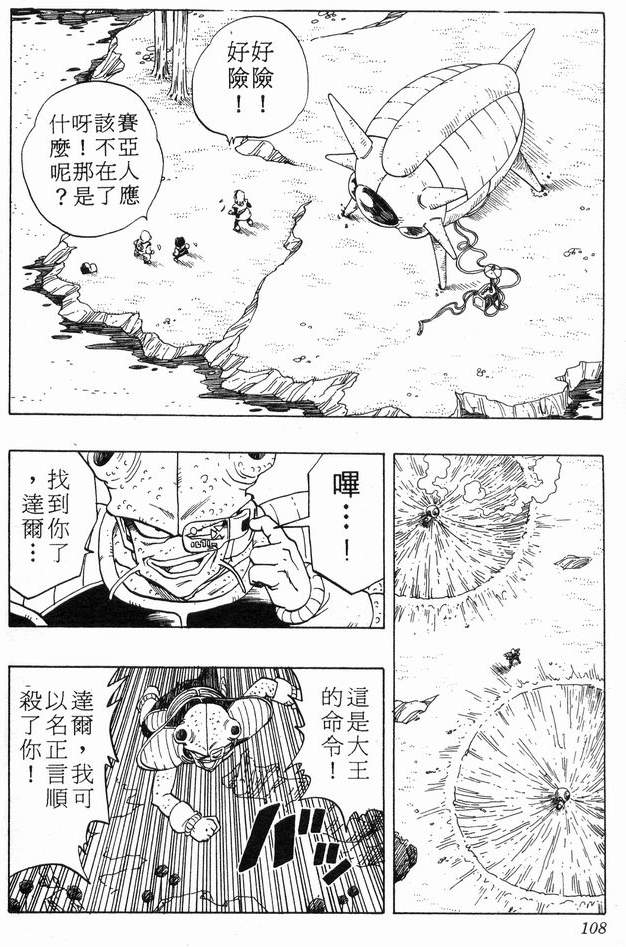 好險！
好險！
賽亞人應
該不在了
呀！那是
什麼呢？
嗶…！
找到你了
，達爾…
這是大王
的命令！
達爾，我可
以名正言順
殺了你！
バッ
108